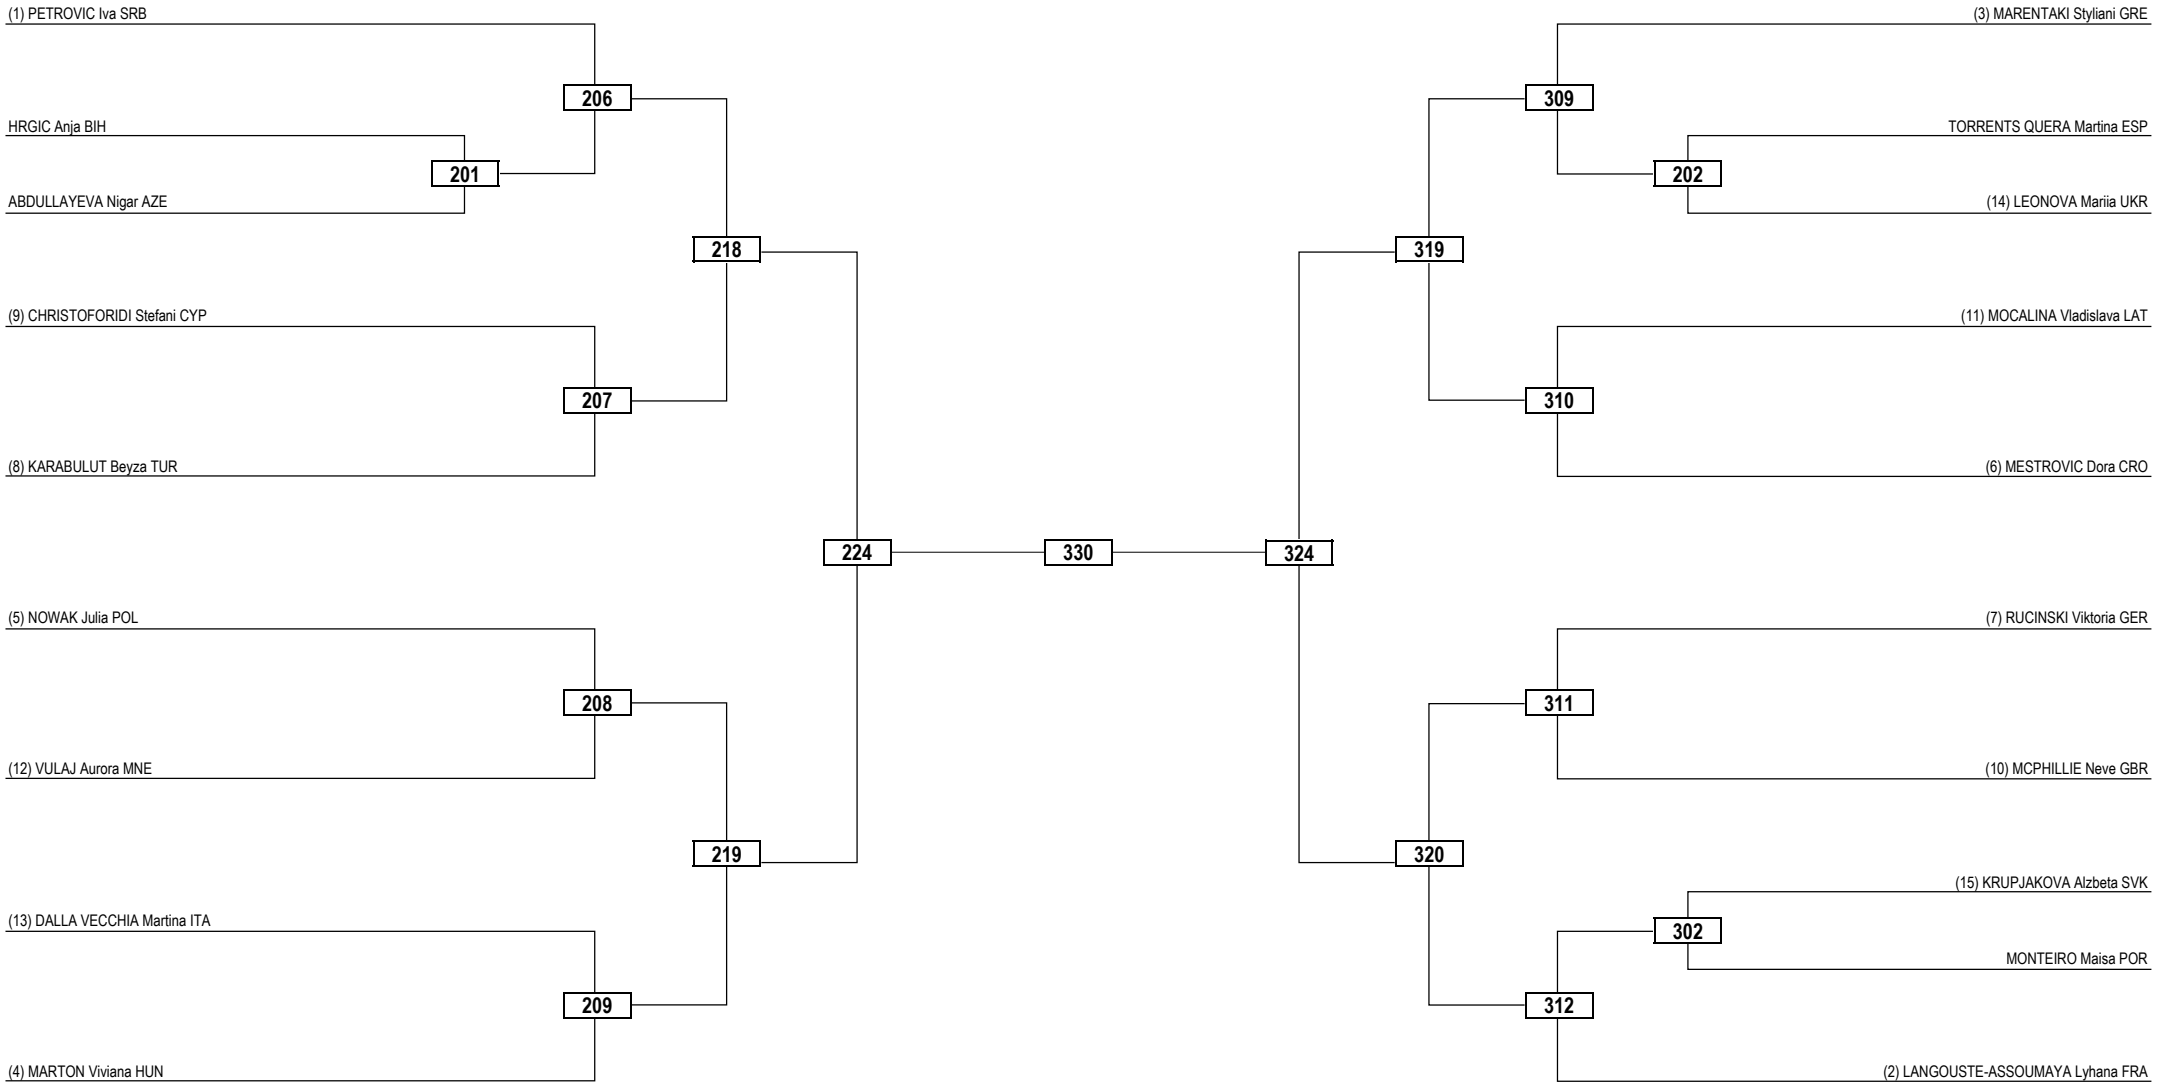 (1) PETROVIC Iva SRB
(3) MARENTAKI Styliani GRE
206
309
HRGIC Anja BIH
TORRENTS QUERA Martina ESP
201
202
ABDULLAYEVA Nigar AZE
(14) LEONOVA Mariia UKR
218
319
(9) CHRISTOFORIDI Stefani CYP
(11) MOCALINA Vladislava LAT
207
310
(8) KARABULUT Beyza TUR
(6) MESTROVIC Dora CRO
224
330
324
(5) NOWAK Julia POL
(7) RUCINSKI Viktoria GER
208
311
(12) VULAJ Aurora MNE
(10) MCPHILLIE Neve GBR
219
320
(15) KRUPJAKOVA Alzbeta SVK
(13) DALLA VECCHIA Martina ITA
302
MONTEIRO Maisa POR
209
312
(4) MARTON Viviana HUN
(2) LANGOUSTE-ASSOUMAYA Lyhana FRA